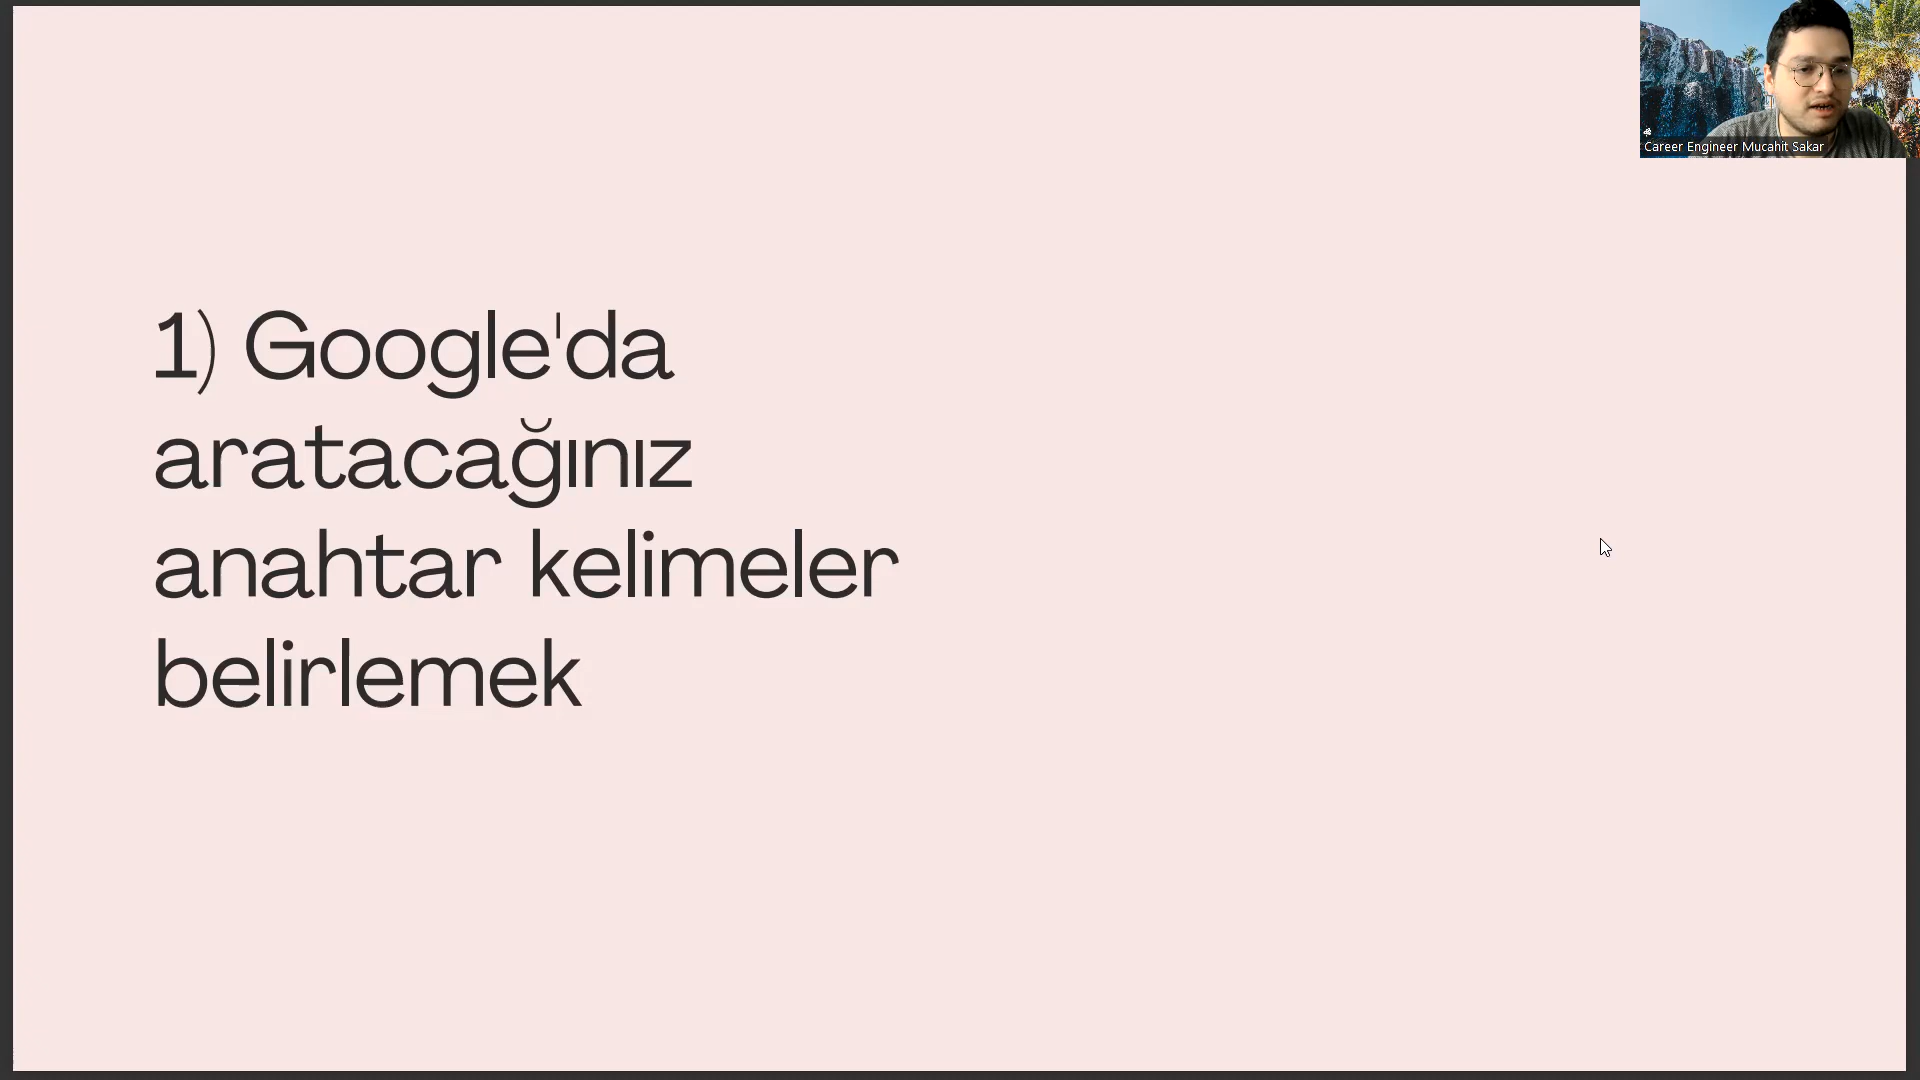 Career Engineer Mucahit Sakar
1) Google'da
aratacağınız
anahtar kelimeler
belirlemek